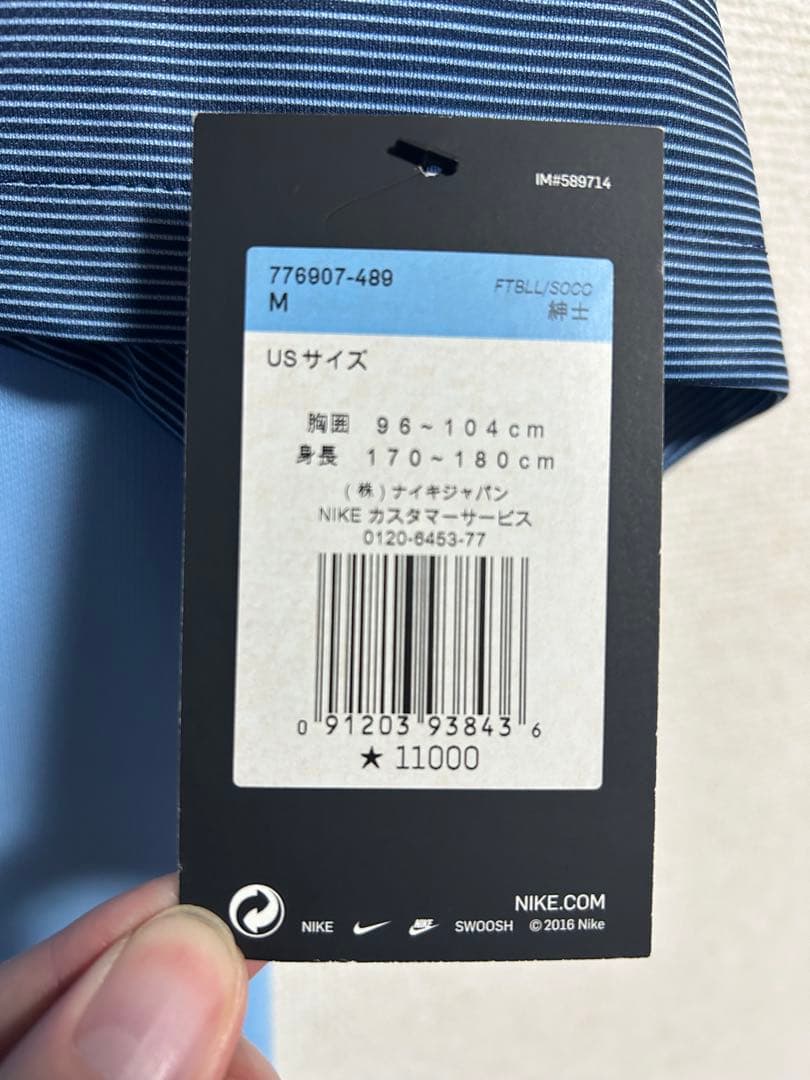 IM#589714
776907-489
M
FTBLL/SOCC
紳士
USサイズ
胸囲 96~104cm
身長 170~180cm
(株)ナイキジャパン
NIKE カスタマーサービス
0120-6453-77
0 91203 93843 6
★ 11000
NIKE.COM
NIKE NIKE SWOOSH © 2016 Nike